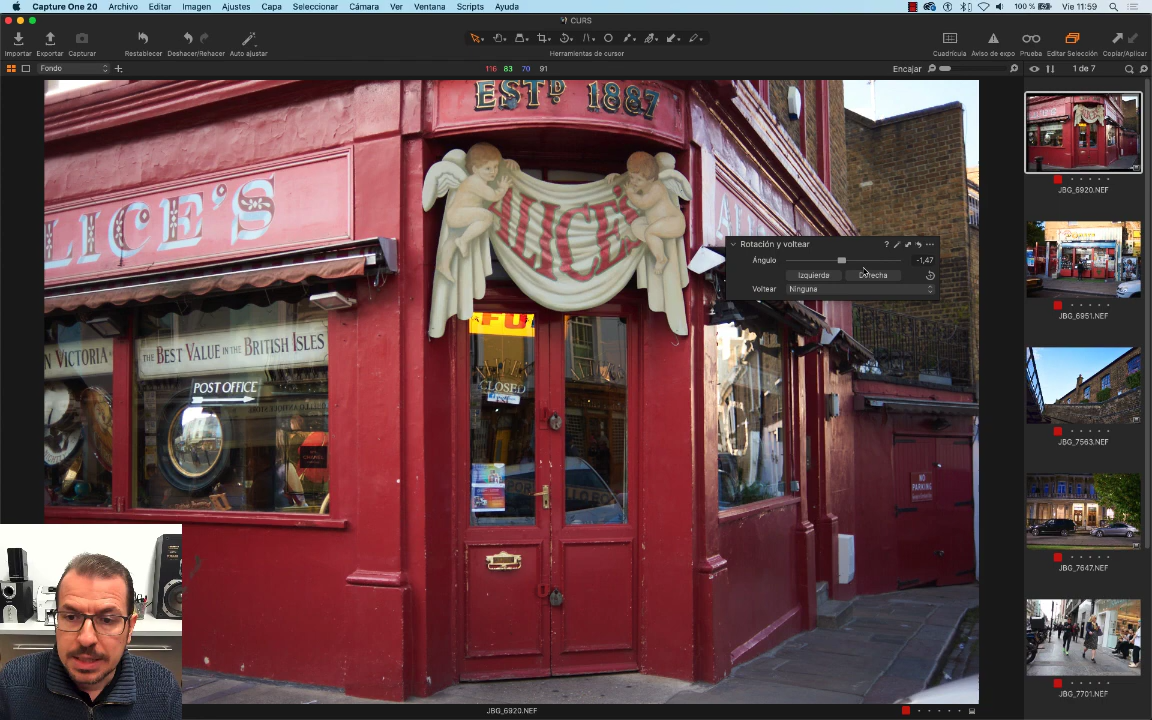 Capture One 20 Archivo Editar Imagen Ajustes Capa Seleccionar Cámara Ver Ventana Scripts Ayuda 100 % Vie 11:59
CURS
Importar Exportar Capturar Restablecer Deshacer/Rehacer Auto ajustar Herramientas de cursor Cuadrícula Aviso de expo Prueba Editar Selección Copiar/Aplicar
Fondo 116 83 70 91 Encajar 1 de 7
ESTD 1887
LICE'S
ALICE'S
Rotación y voltear
Ángulo -1,47
Izquierda Derecha
Voltear Ninguna
N VICTORIA
THE BEST VALUE IN THE BRITISH ISLES
POST OFFICE
CLOSED
NO
PARKING
JBG_6920.NEF
JBG_6951.NEF
JBG_7563.NEF
JBG_7647.NEF
JBG_7701.NEF
JBG_6920.NEF